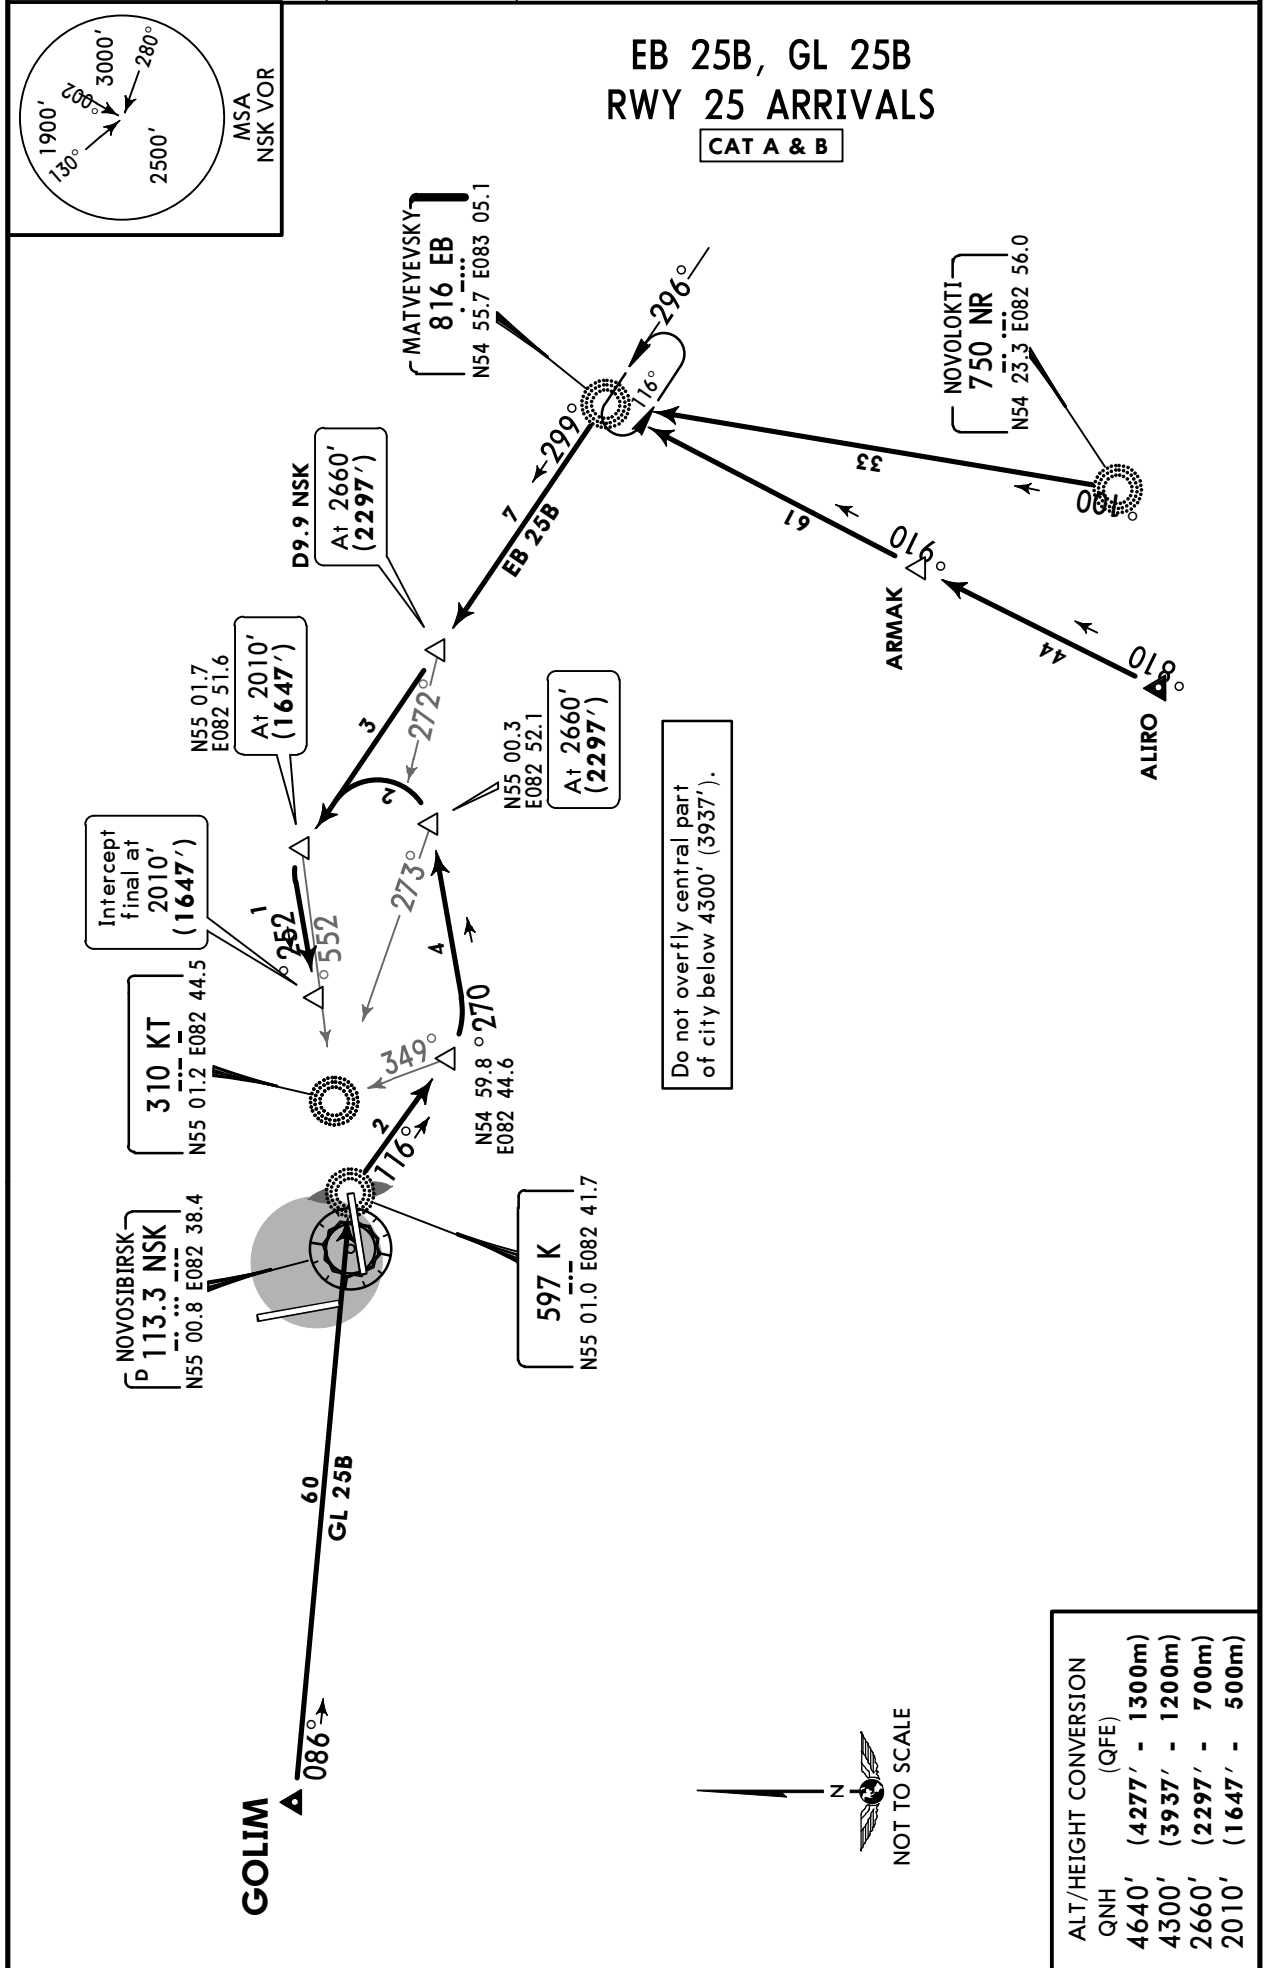 EB 25B, GL 25B
RWY 25 ARRIVALS
CAT A & B
1900'
3000'
2500'
130°
200°
280°
MSA
NSK VOR
MATVEYEVSKY
816 EB
N54 55.7 E083 05.1
296°
116°
299°
7
EB 25B
D9.9 NSK
At 2660'
(2297')
NOVOLOKTI
750 NR
N54 23.3 E082 56.0
33
001°
61
016°
ARMAK
44
018°
ALIRO
N55 01.7
E082 51.6
At 2010'
(1647')
3
272°
2
N55 00.3
E082 52.1
At 2660'
(2297')
Intercept
final at
2010'
(1647')
1
252°
255°
273°
4
310 KT
N55 01.2 E082 44.5
349°
270°
N54 59.8
E082 44.6
2
116°
Do not overfly central part
of city below 4300' (3937').
NOVOSIBIRSK
D 113.3 NSK
N55 00.8 E082 38.4
597 K
N55 01.0 E082 41.7
60
GL 25B
086°
GOLIM
N
NOT TO SCALE
ALT/HEIGHT CONVERSION
QNH (QFE)
4640' (4277' - 1300m)
4300' (3937' - 1200m)
2660' (2297' - 700m)
2010' (1647' - 500m)